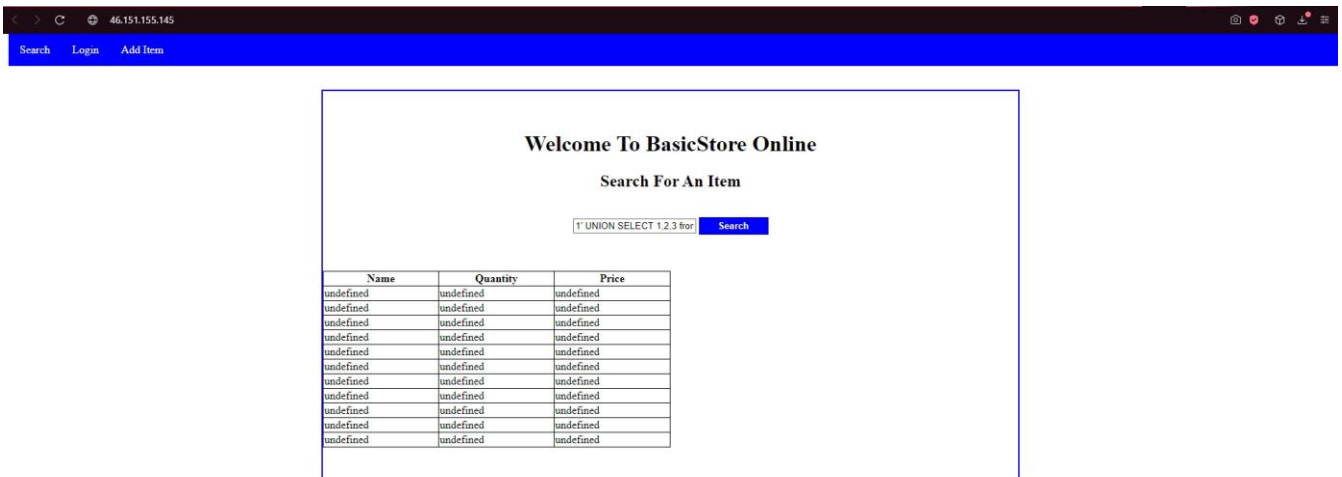 46.151.155.145
Search Login Add Item
Welcome To BasicStore Online
Search For An Item
1' UNION SELECT 1,2,3 fror Search
Name Quantity Price
undefined undefined undefined
undefined undefined undefined
undefined undefined undefined
undefined undefined undefined
undefined undefined undefined
undefined undefined undefined
undefined undefined undefined
undefined undefined undefined
undefined undefined undefined
undefined undefined undefined
undefined undefined undefined